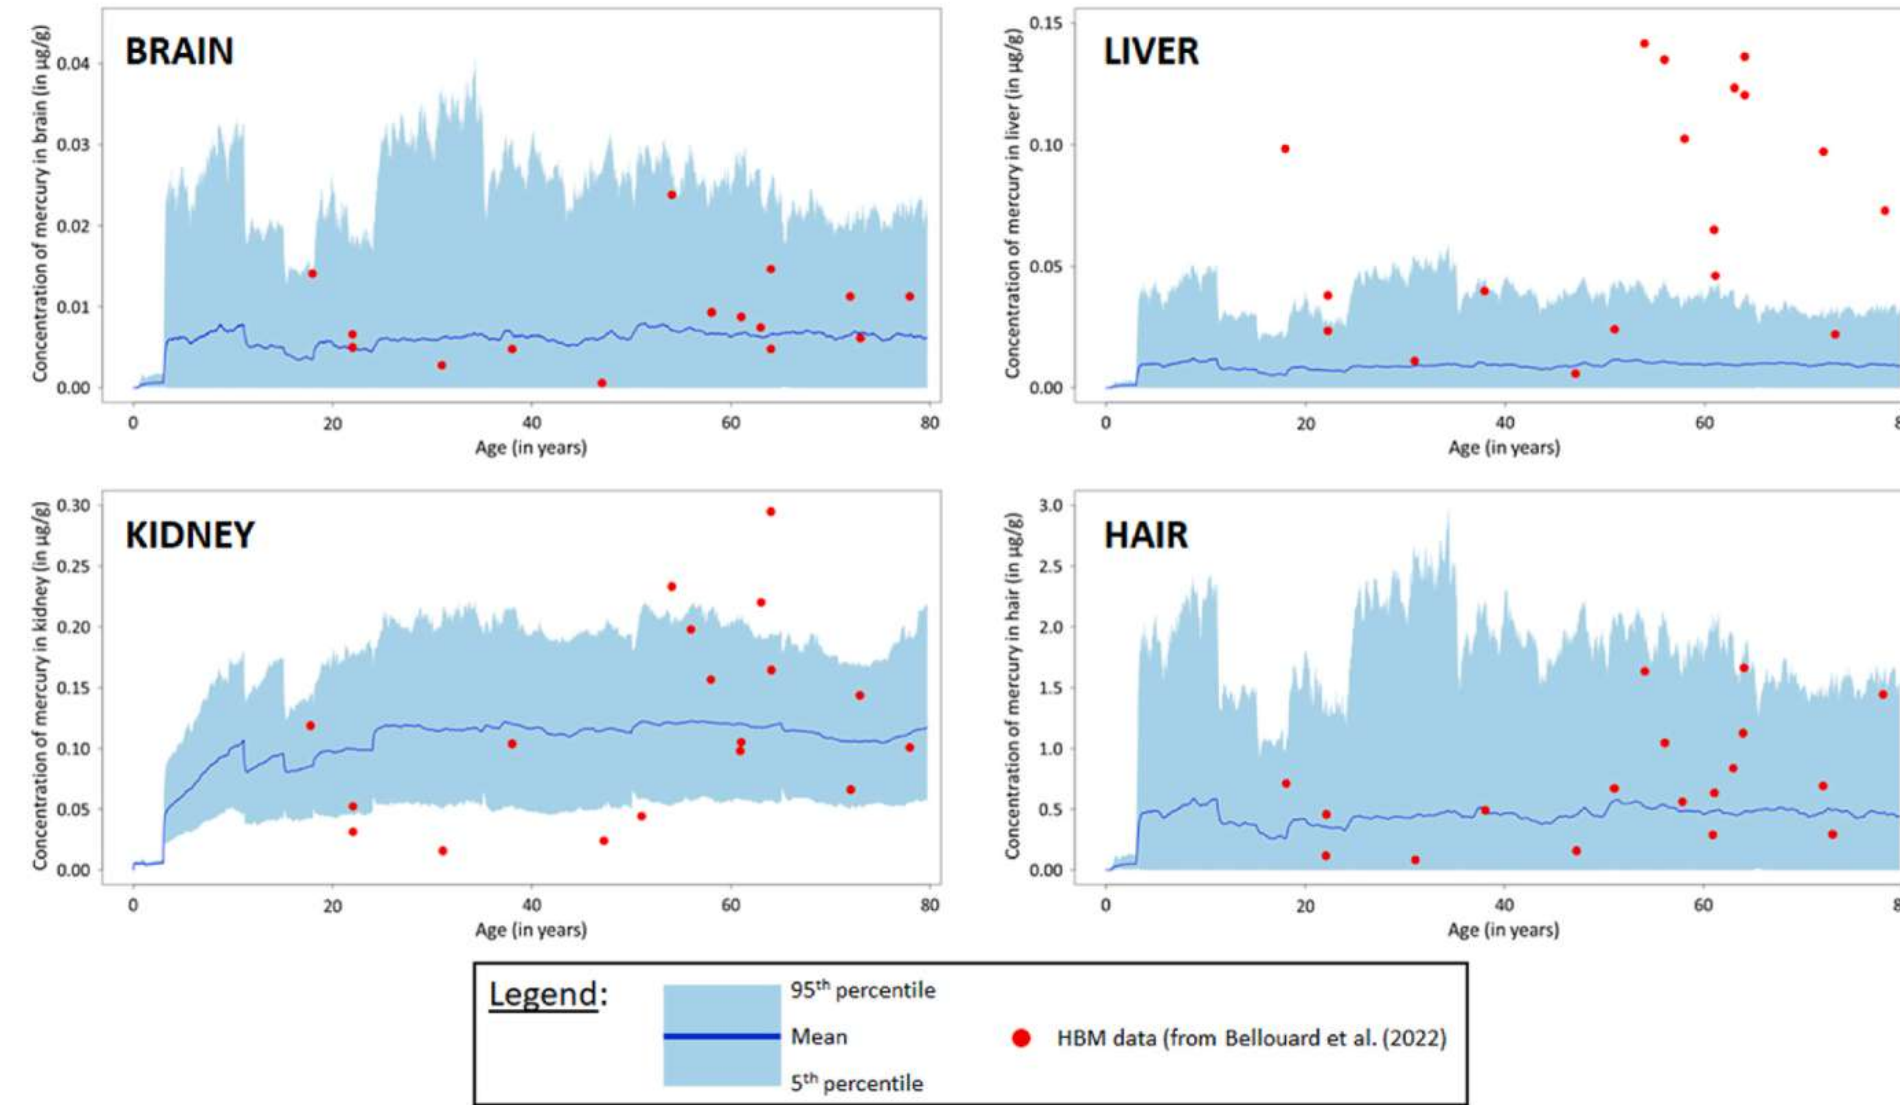 BRAIN
Concentration of mercury in brain (in µg/g)
0.04
0.03
0.02
0.01
0.00
0 20 40 60 80
Age (in years)
LIVER
Concentration of mercury in liver (in µg/g)
0.15
0.10
0.05
0.00
0 20 40 60 8
Age (in years)
KIDNEY
Concentration of mercury in kidney (in µg/g)
0.30
0.25
0.20
0.15
0.10
0.05
0.00
0 20 40 60 80
Age (in years)
HAIR
Concentration of mercury in hair (in µg/g)
3.0
2.5
2.0
1.5
1.0
0.5
0.00
0 20 40 60 8
Age (in years)
Legend:
95th percentile
Mean
5th percentile
HBM data (from Bellouard et al. (2022)